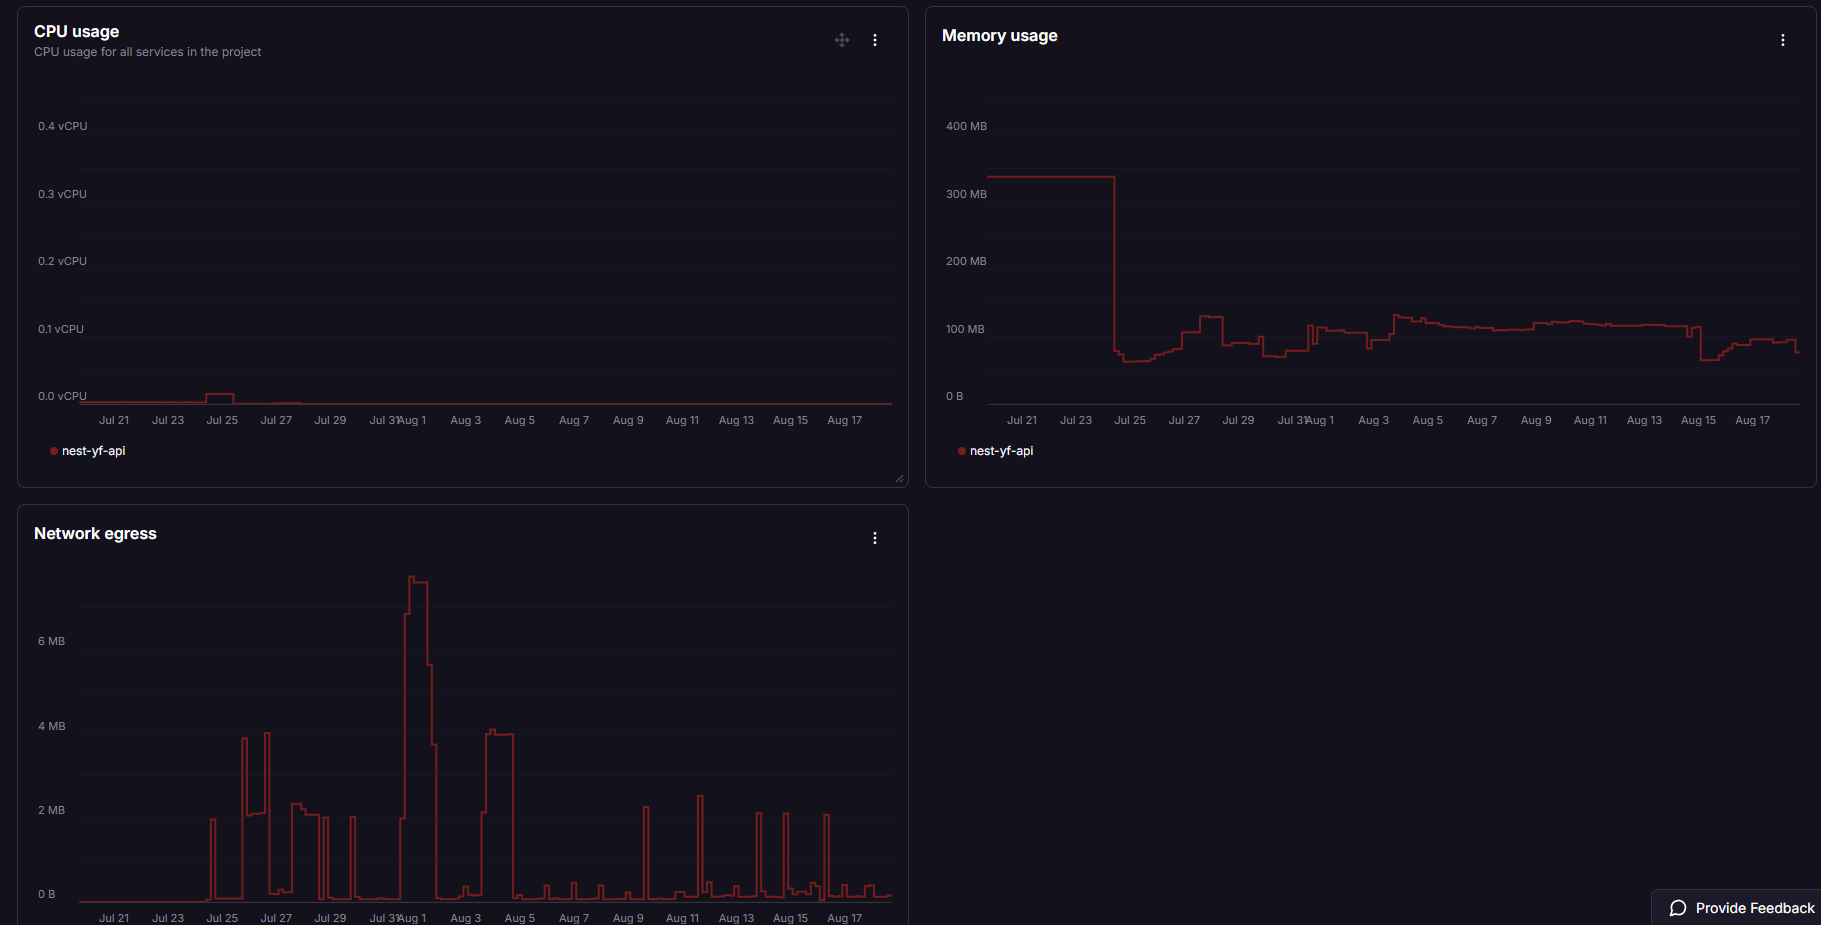 CPU usage
CPU usage for all services in the project
0.4 vCPU
0.3 vCPU
0.2 vCPU
0.1 vCPU
0.0 vCPU
Jul 21 Jul 23 Jul 25 Jul 27 Jul 29 Jul 31 Aug 1 Aug 3 Aug 5 Aug 7 Aug 9 Aug 11 Aug 13 Aug 15 Aug 17
nest-yf-api
Memory usage
400 MB
300 MB
200 MB
100 MB
0 B
Jul 21 Jul 23 Jul 25 Jul 27 Jul 29 Jul 31 Aug 1 Aug 3 Aug 5 Aug 7 Aug 9 Aug 11 Aug 13 Aug 15 Aug 17
nest-yf-api
Network egress
6 MB
4 MB
2 MB
0 B
Jul 21 Jul 23 Jul 25 Jul 27 Jul 29 Jul 31 Aug 1 Aug 3 Aug 5 Aug 7 Aug 9 Aug 11 Aug 13 Aug 15 Aug 17
Provide Feedback